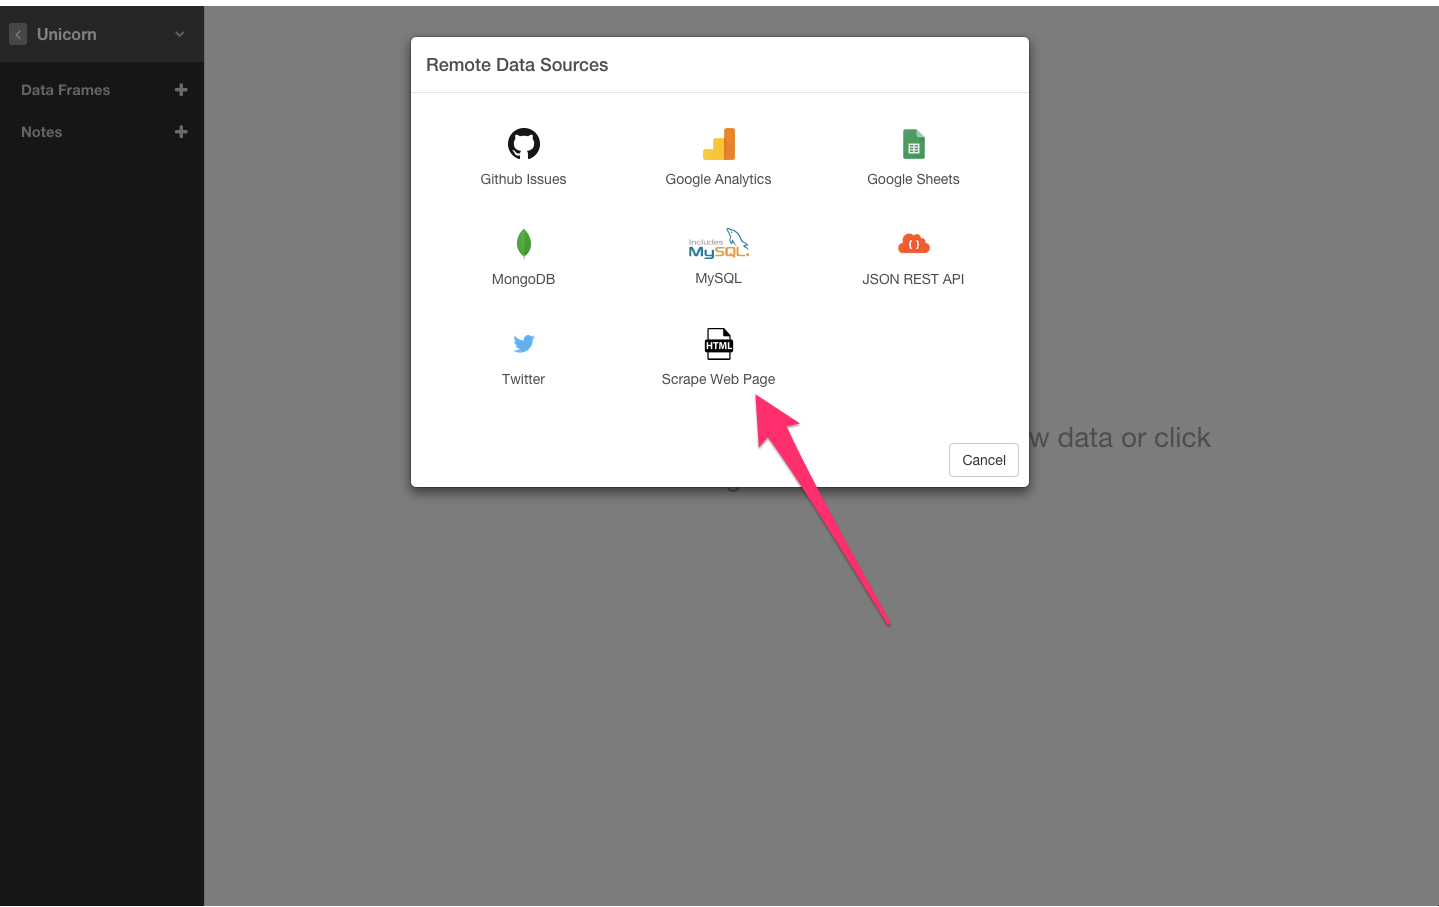 Unicorn
Data Frames
Notes
Remote Data Sources
Github Issues
Google Analytics
Google Sheets
Includes
MySQL
MongoDB
MySQL
JSON REST API
HTML
Twitter
Scrape Web Page
data or click
Cancel